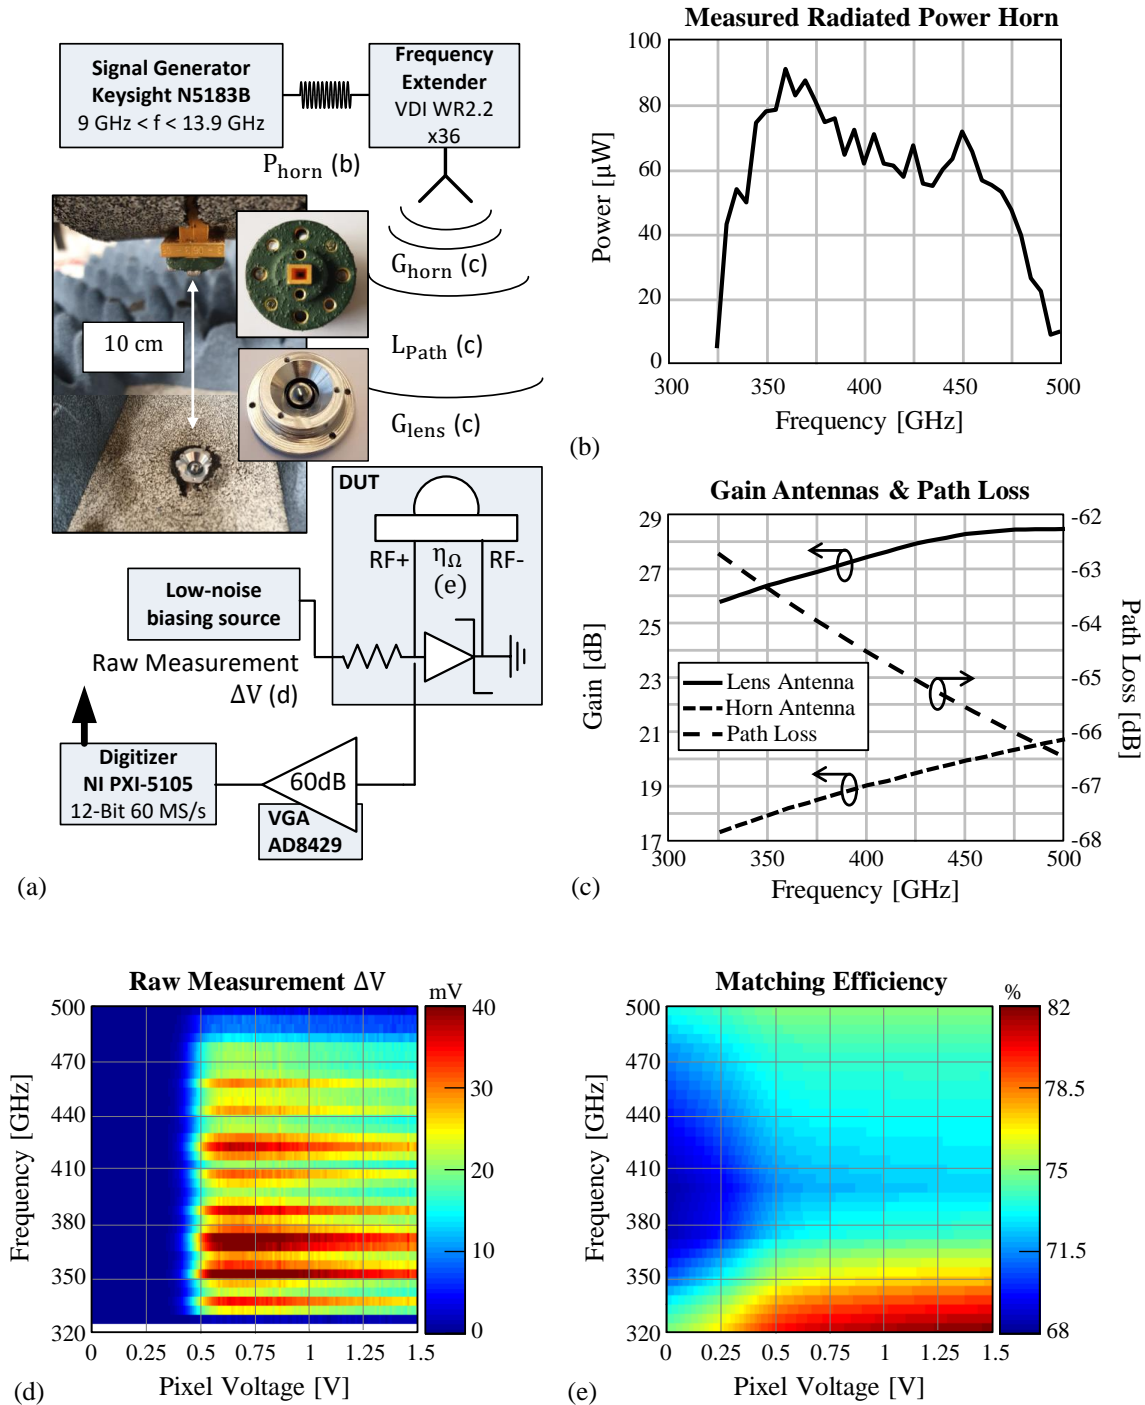 Signal Generator
Keysight N5183B
9 GHz < f < 13.9 GHz
Frequency
Extender
VDI WR2.2
x36
P_horn (b)
G_horn (c)
10 cm
L_Path (c)
G_lens (c)
DUT
RF+
η_Ω
(e)
RF-
Low-noise
biasing source
Raw Measurement
ΔV (d)
Digitizer
NI PXI-5105
12-Bit 60 MS/s
60dB
VGA
AD8429
(a)
Measured Radiated Power Horn
100
80
60
40
20
0
Power [µW]
300
350
400
450
500
Frequency [GHz]
(b)
Gain Antennas & Path Loss
29
27
25
23
21
19
17
Gain [dB]
-62
-63
-64
-65
-66
-67
-68
Path Loss [dB]
Lens Antenna
Horn Antenna
Path Loss
300
350
400
450
500
Frequency [GHz]
(c)
Raw Measurement ΔV
mV
500
470
440
410
380
350
320
Frequency [GHz]
40
30
20
10
0
0
0.25
0.5
0.75
1
1.25
1.5
Pixel Voltage [V]
(d)
Matching Efficiency
%
500
470
440
410
380
350
320
Frequency [GHz]
82
78.5
75
71.5
68
0
0.25
0.5
0.75
1
1.25
1.5
Pixel Voltage [V]
(e)